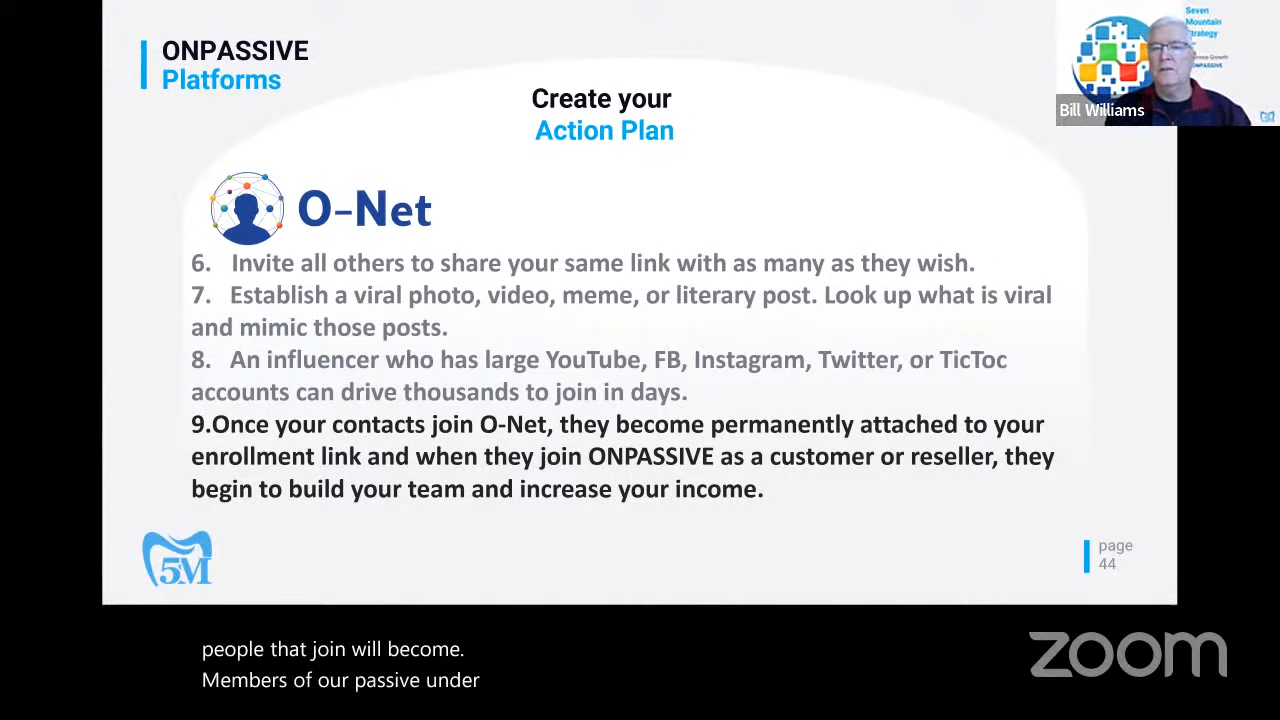 ONPASSIVE
Platforms
Create your
Action Plan
O-Net
6. Invite all others to share your same link with as many as they wish.
7. Establish a viral photo, video, meme, or literary post. Look up what is viral
and mimic those posts.
8. An influencer who has large YouTube, FB, Instagram, Twitter, or TicToc
accounts can drive thousands to join in days.
9.Once your contacts join O-Net, they become permanently attached to your
enrollment link and when they join ONPASSIVE as a customer or reseller, they
begin to build your team and increase your income.
5M
page
44
Seven
Mountain
Strategy
ONPASSIVE
Bill Williams
people that join will become.
Members of our passive under
zoom